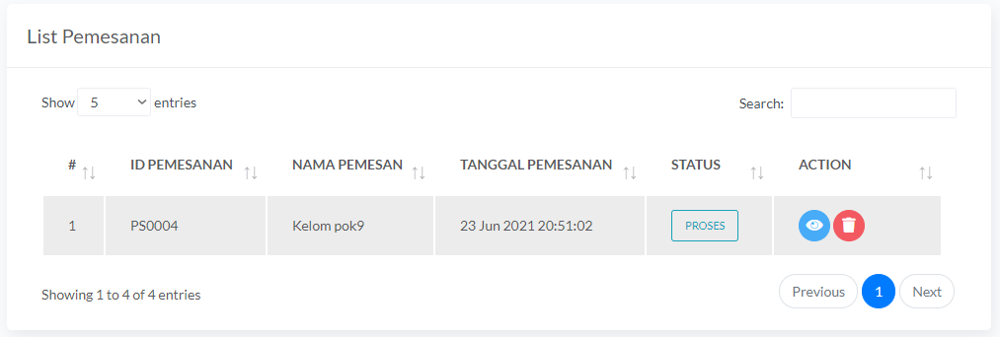 List Pemesanan
Show 5 entries Search:
# ID PEMESANAN NAMA PEMESAN TANGGAL PEMESANAN STATUS ACTION
1 PS0004 Kelom pok9 23 Jun 2021 20:51:02 PROSES
Showing 1 to 4 of 4 entries Previous 1 Next